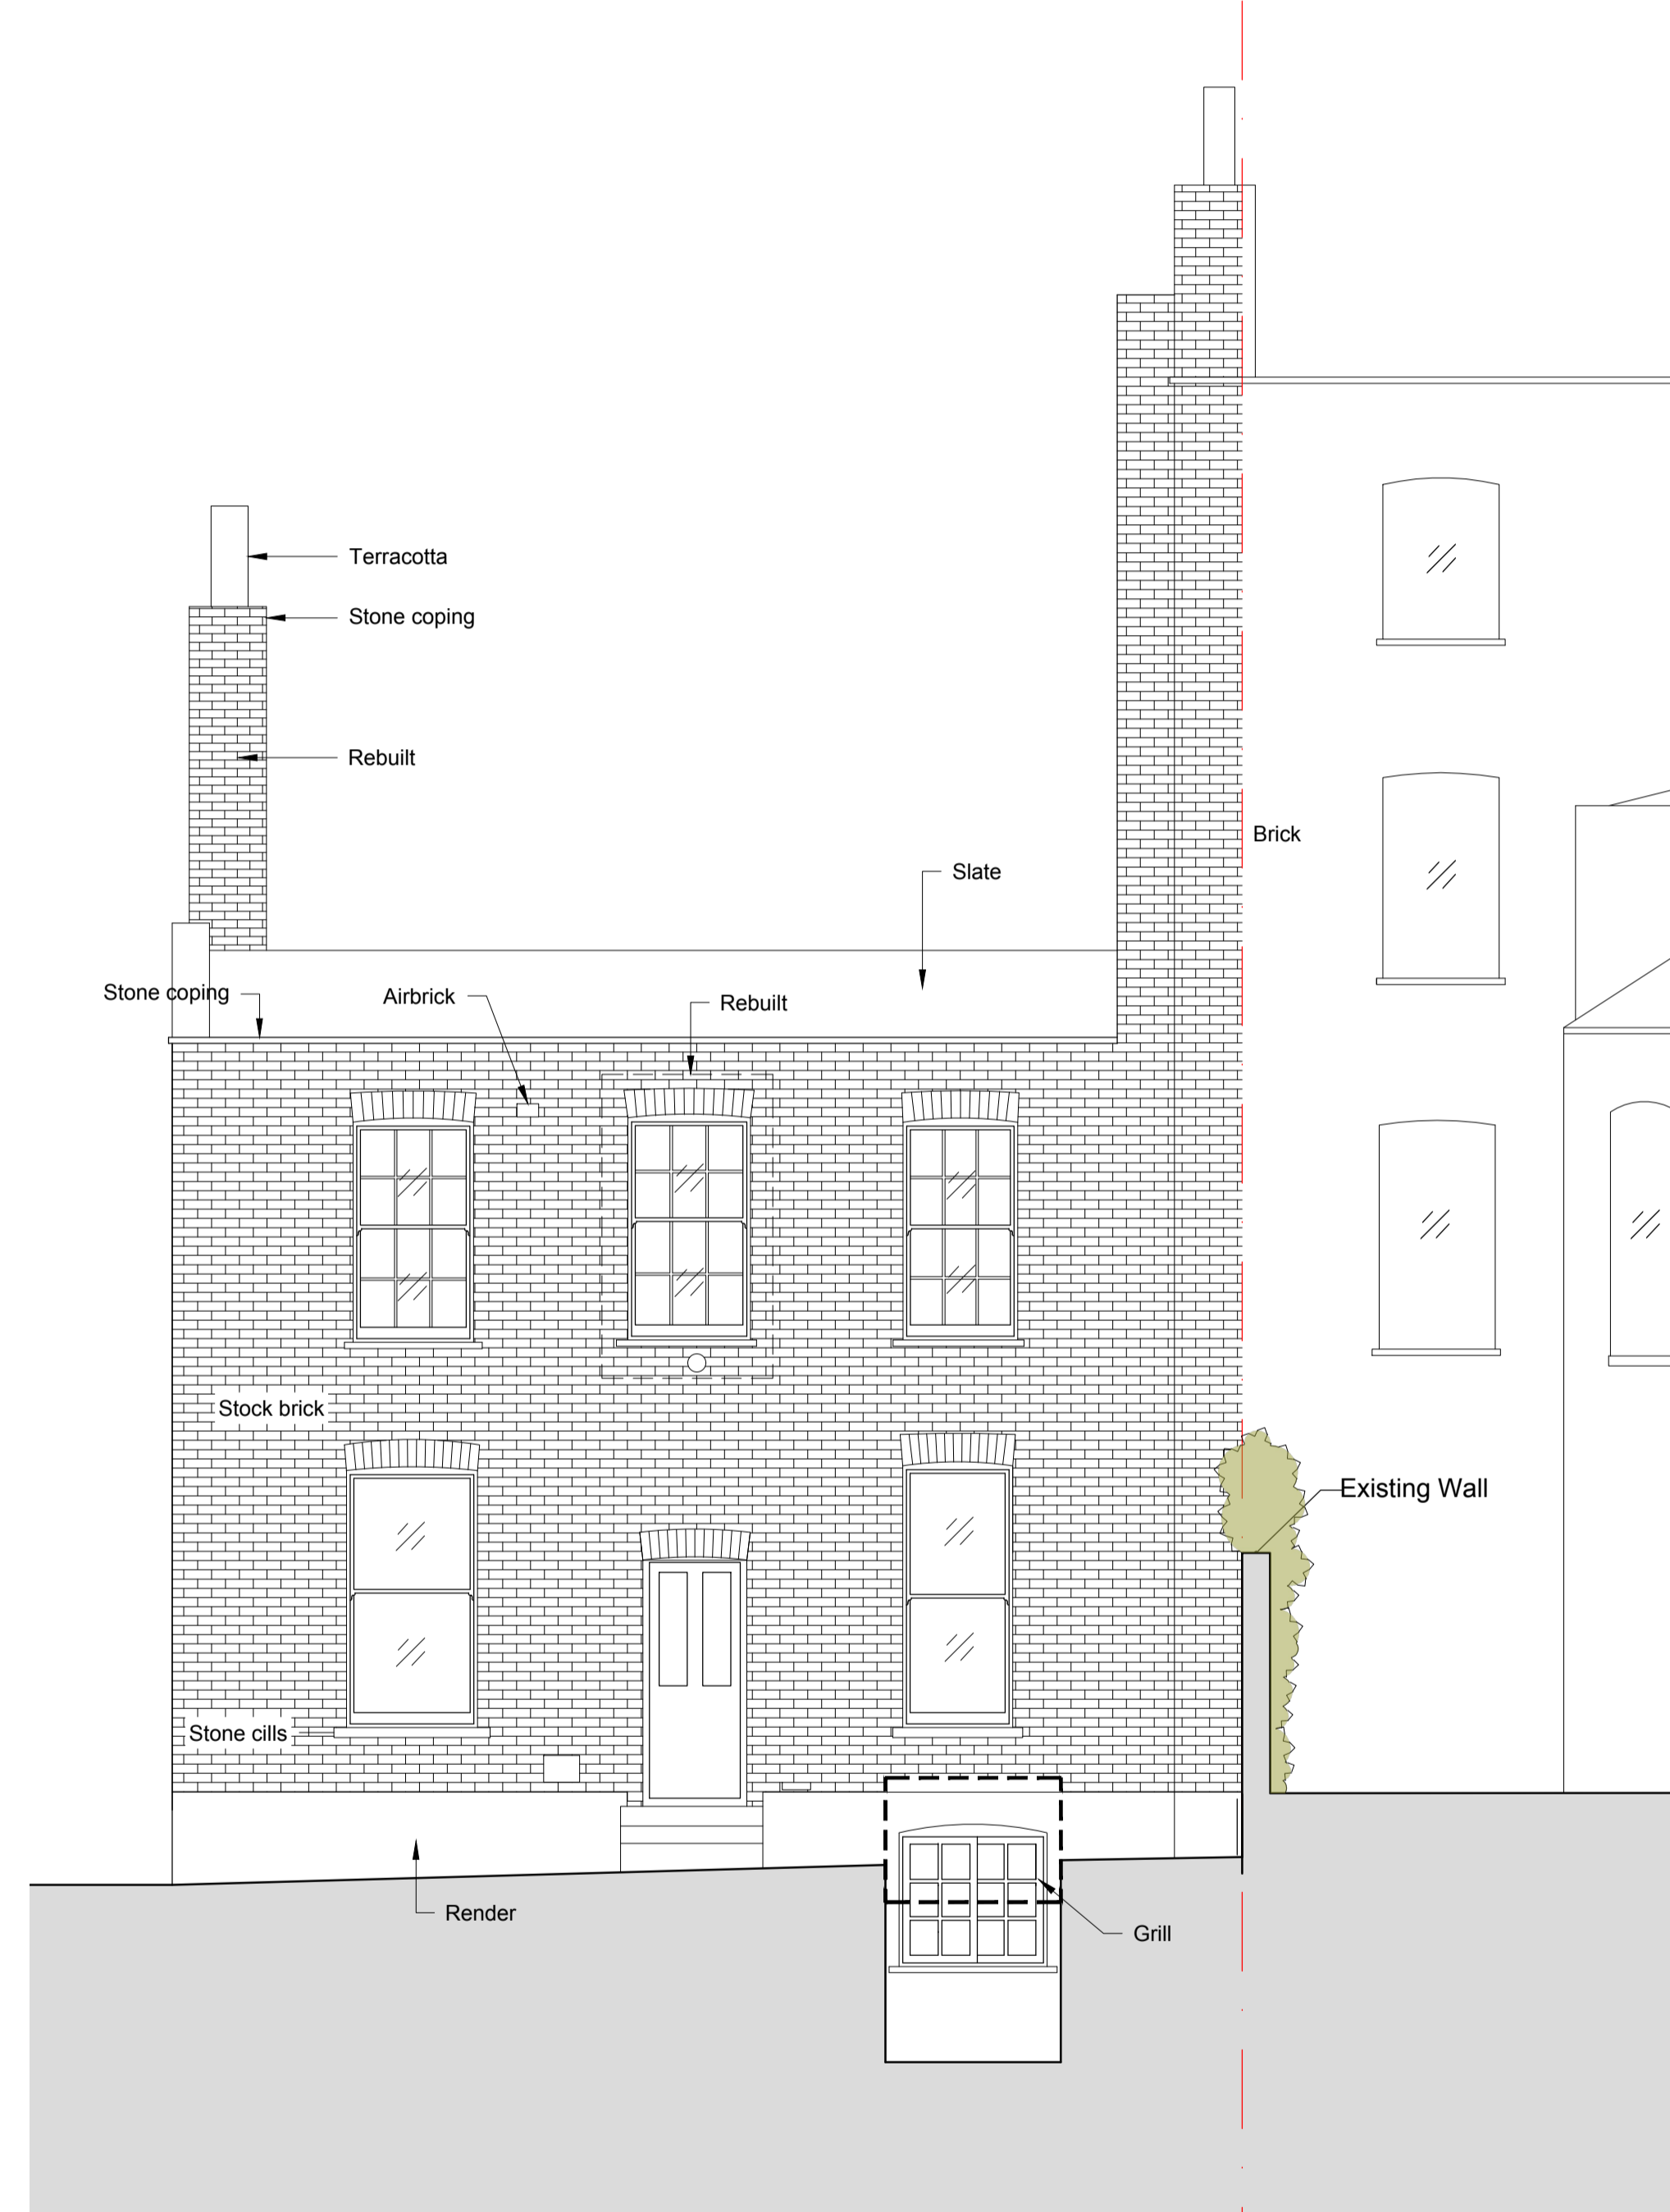 Terracotta
Stone coping
Rebuilt
Brick
Slate
Stone coping
Airbrick
Rebuilt
Stock brick
Existing Wall
Stone cills
Render
Grill